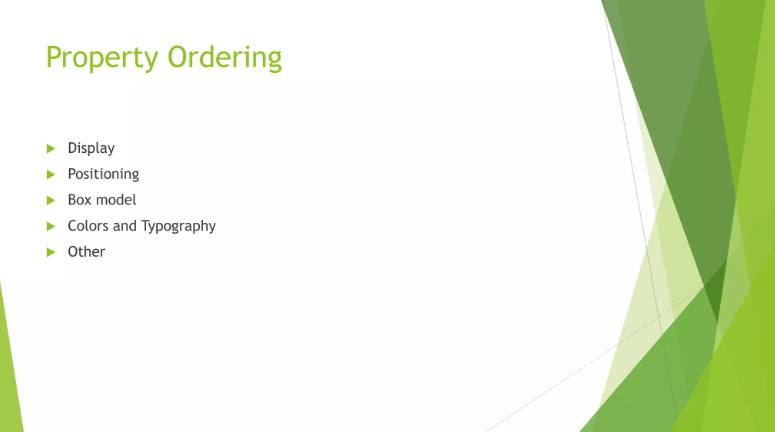 Property Ordering
Display
Positioning
Box model
Colors and Typography
Other